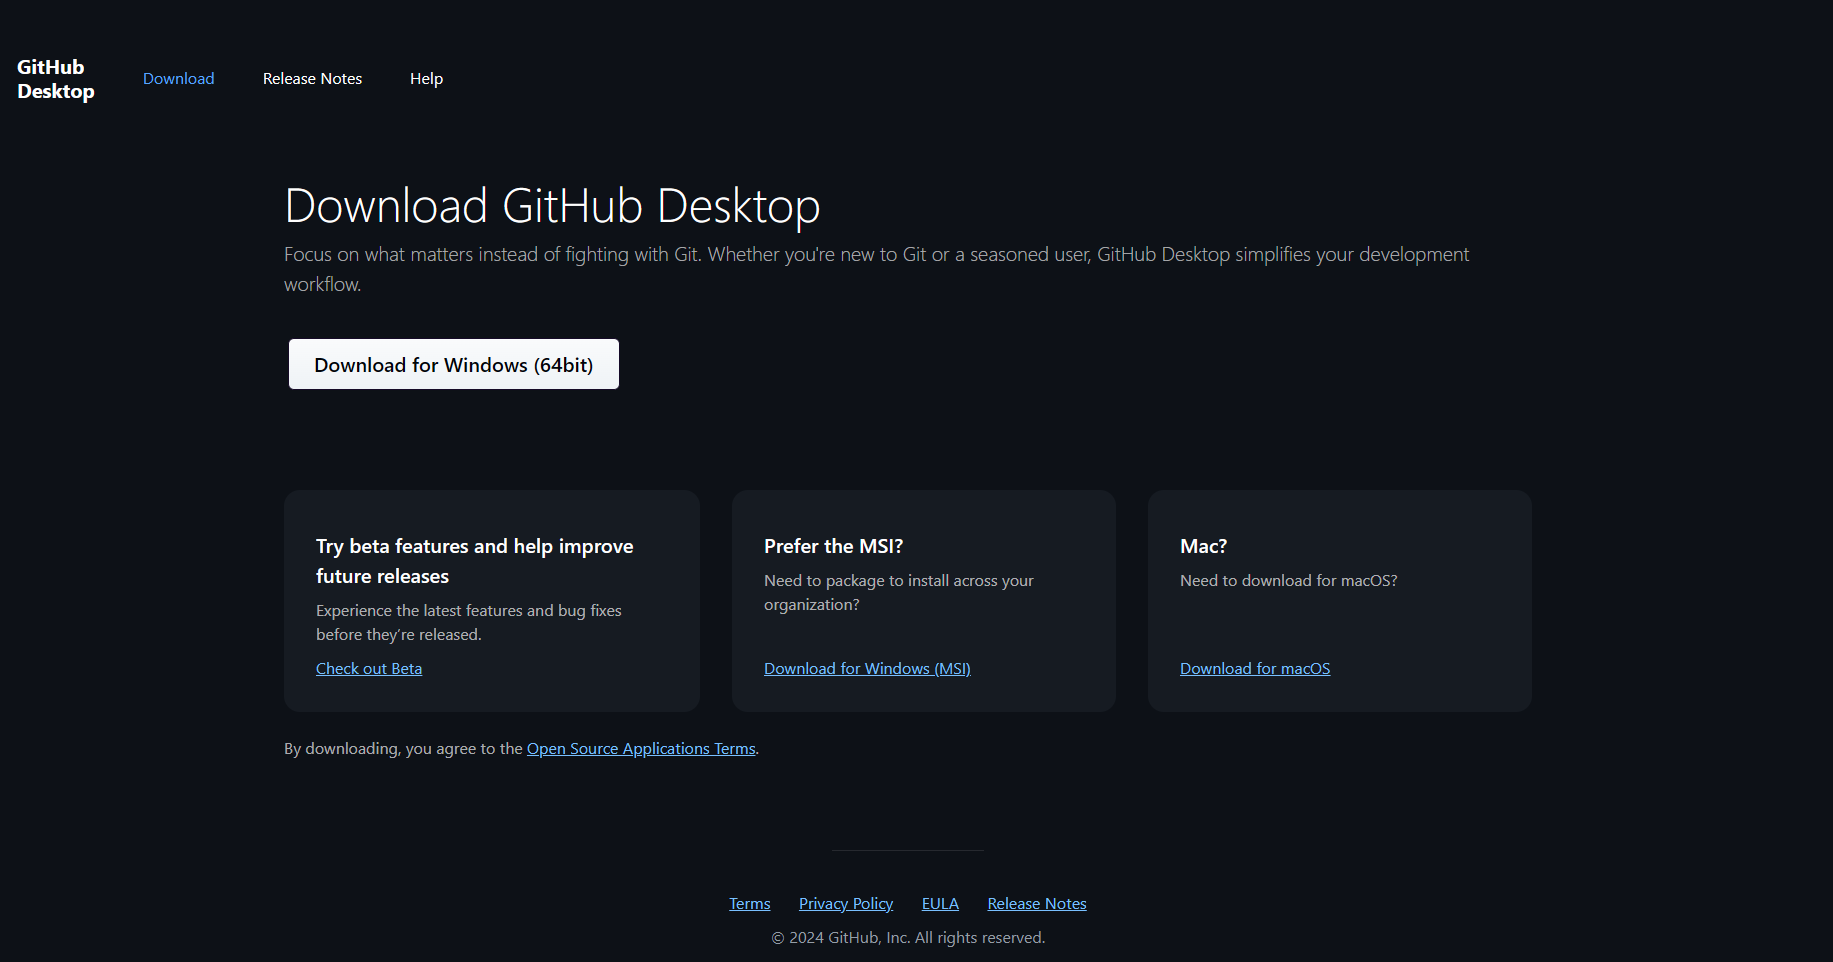 GitHub
Desktop
Download
Release Notes
Help
Download GitHub Desktop
Focus on what matters instead of fighting with Git. Whether you're new to Git or a seasoned user, GitHub Desktop simplifies your development
workflow.
Download for Windows (64bit)
Try beta features and help improve
future releases
Experience the latest features and bug fixes
before they’re released.
Check out Beta
Prefer the MSI?
Need to package to install across your
organization?
Download for Windows (MSI)
Mac?
Need to download for macOS?
Download for macOS
By downloading, you agree to the Open Source Applications Terms.
Terms
Privacy Policy
EULA
Release Notes
© 2024 GitHub, Inc. All rights reserved.